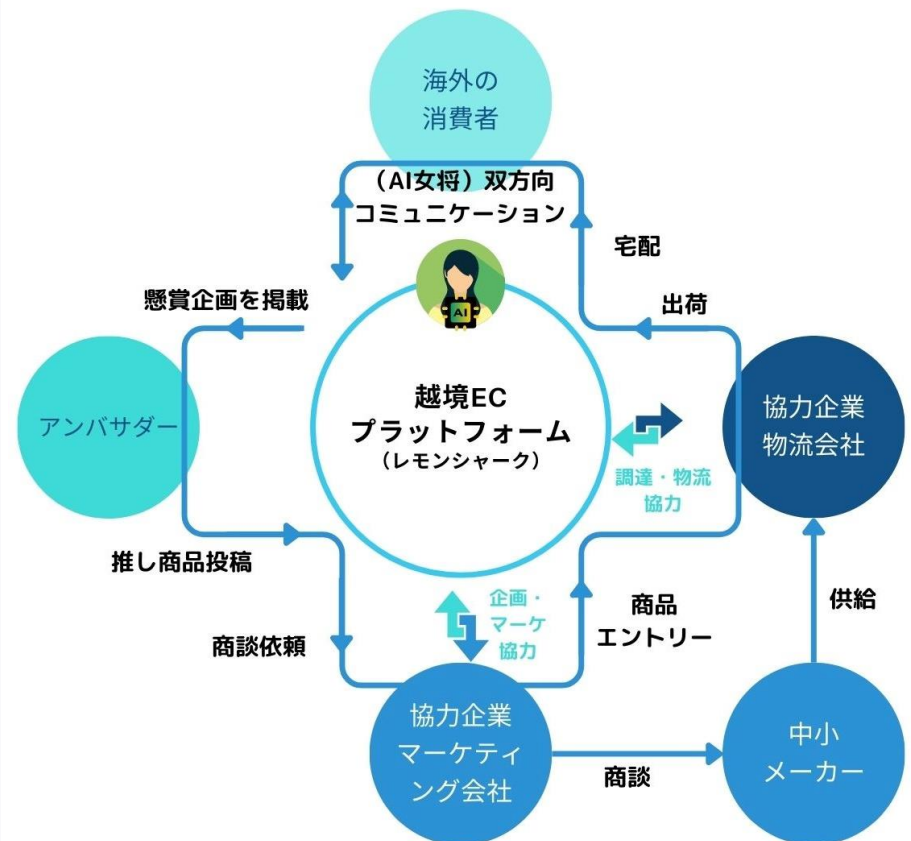 海外の
消費者
（AI女将）双方向
コミュニケーション
宅配
懸賞企画を掲載
出荷
AI
越境EC
プラットフォーム
（レモンシャーク）
アンバサダー
協力企業
物流会社
調達・物流
協力
推し商品投稿
企画・
マーケ
協力
商品
エントリー
供給
商談依頼
協力企業
マーケティ
ング会社
商談
中小
メーカー